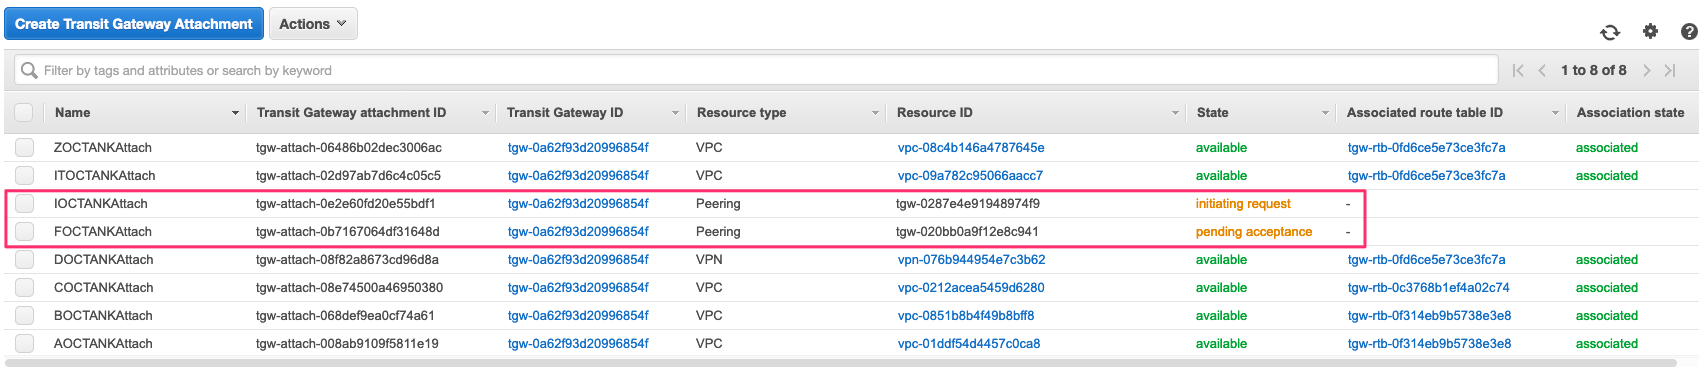 Create Transit Gateway Attachment Actions
Filter by tags and attributes or search by keyword 1 to 8 of 8
Name Transit Gateway attachment ID Transit Gateway ID Resource type Resource ID State Associated route table ID Association state
ZOCTANKAttach tgw-attach-06486b02dec3006ac tgw-0a62f93d20996854f VPC vpc-08c4b146a4787645e available tgw-rtb-0fd6ce5e73ce3fc7a associated
ITOCTANKAttach tgw-attach-02d97ab7d6c4c05c5 tgw-0a62f93d20996854f VPC vpc-09a782c95066aacc7 available tgw-rtb-0fd6ce5e73ce3fc7a associated
IOCTANKAttach tgw-attach-0e2e60fd20e55bdf1 tgw-0a62f93d20996854f Peering tgw-0287e4e91948974f9 initiating request -
FOCTANKAttach tgw-attach-0b7167064df31648d tgw-0a62f93d20996854f Peering tgw-020bb0a9f12e8c941 pending acceptance -
DOCTANKAttach tgw-attach-08f82a8673cd96d8a tgw-0a62f93d20996854f VPN vpn-076b944954e7c3b62 available tgw-rtb-0fd6ce5e73ce3fc7a associated
COCTANKAttach tgw-attach-08e74500a46950380 tgw-0a62f93d20996854f VPC vpc-0212acea5459d6280 available tgw-rtb-0c3768b1ef4a02c74 associated
BOCTANKAttach tgw-attach-068def9ea0cf74a61 tgw-0a62f93d20996854f VPC vpc-0851b8b4f49b8bff8 available tgw-rtb-0f314eb9b5738e3e8 associated
AOCTANKAttach tgw-attach-008ab9109f5811e19 tgw-0a62f93d20996854f VPC vpc-01ddf54d4457c0ca8 available tgw-rtb-0f314eb9b5738e3e8 associated